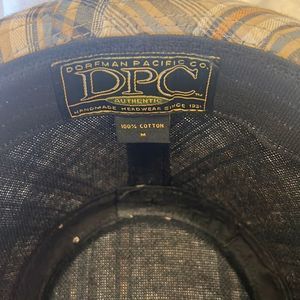 DORFMAN PACIFIC CO.
DPC
AUTHENTIC
HANDMADE HEADWEAR SINCE 1921
100% COTTON
M